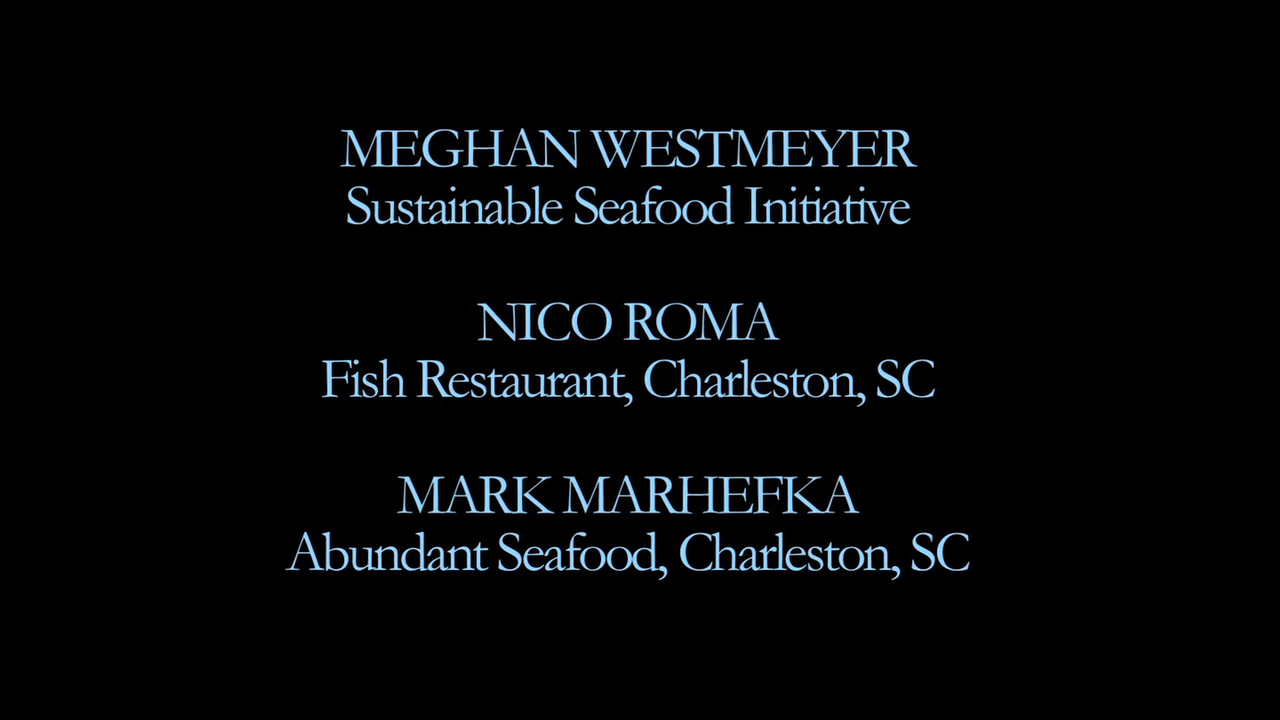 MEGHAN WESTMEYER
Sustainable Seafood Initiative
NICO ROMA
Fish Restaurant, Charleston, SC
MARK MARHEFKA
Abundant Seafood, Charleston, SC